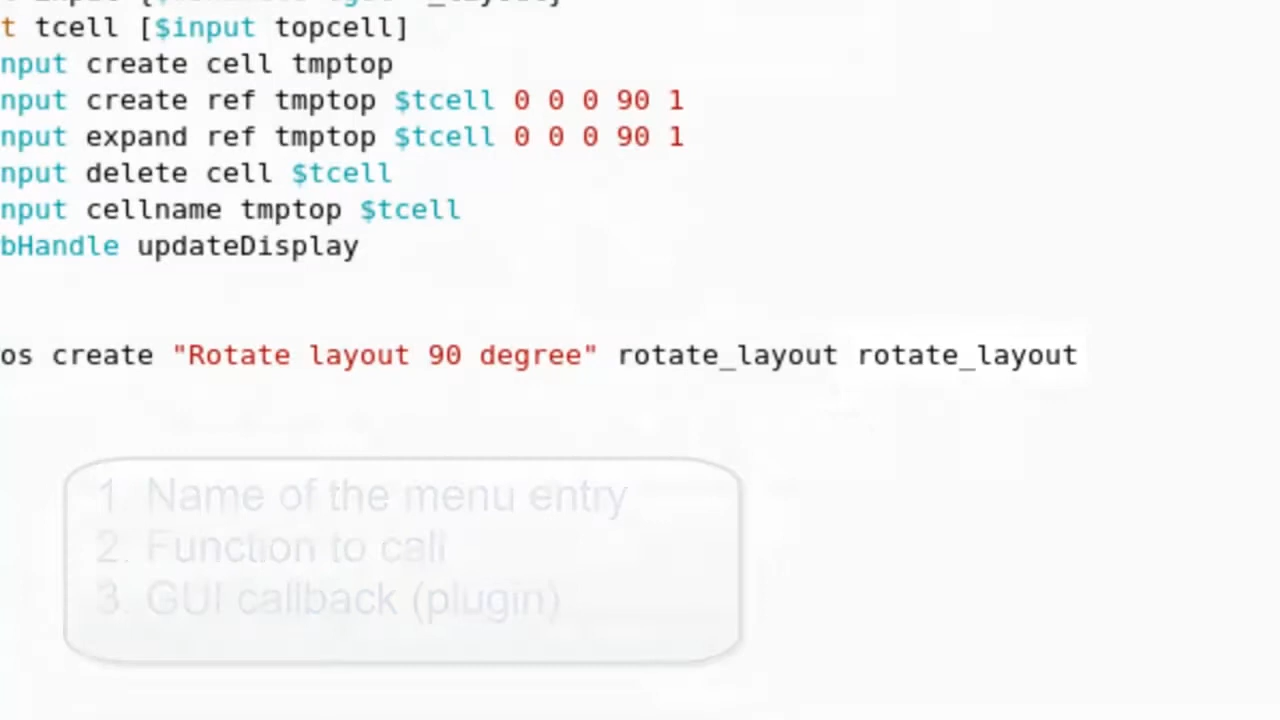 t tcell [$input topcell]
nput create cell tmptop
nput create ref tmptop $tcell 0 0 0 90 1
nput expand ref tmptop $tcell 0 0 0 90 1
nput delete cell $tcell
nput cellname tmptop $tcell
bHandle updateDisplay
os create "Rotate layout 90 degree" rotate_layout rotate_layout
1. Name of the menu entry
2. Function to call
3. GUI callback (plugin)